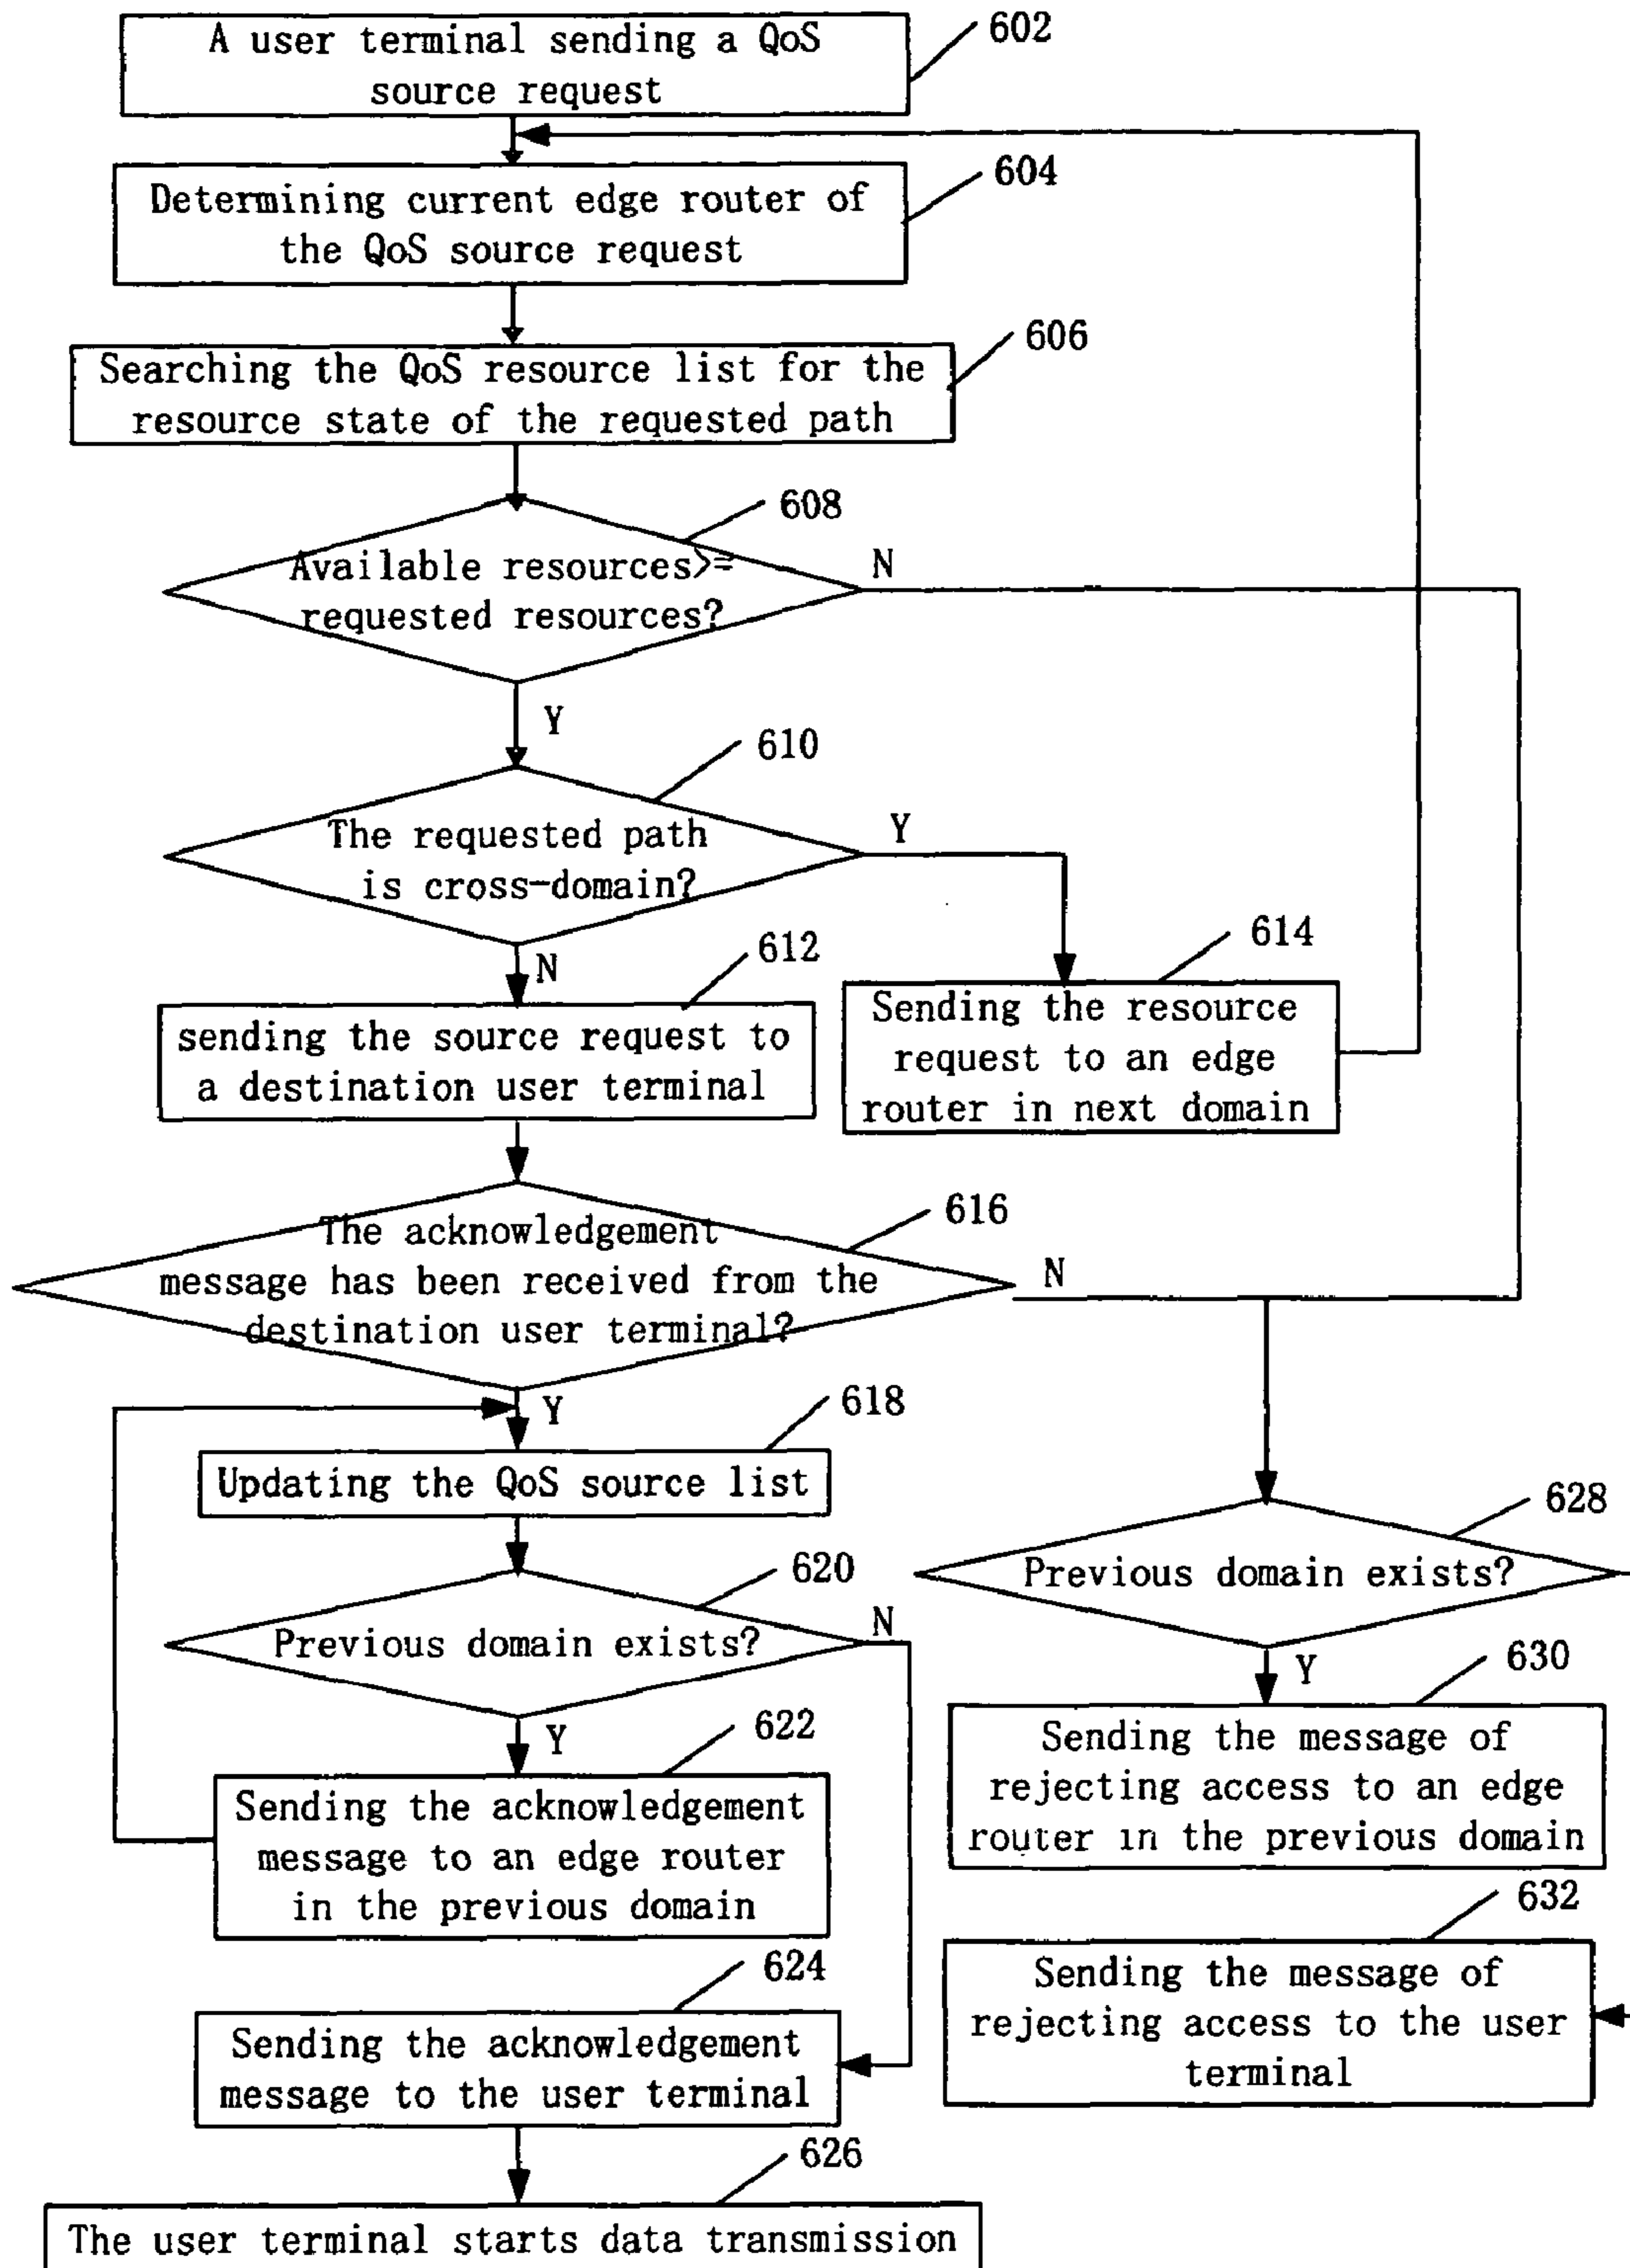 A user terminal sending a QoS
source request
602
Determining current edge router of
the QoS source request
604
Searching the QoS resource list for the
resource state of the requested path
606
608
Available resources>=
requested resources?
N
Y
610
The requested path
is cross-domain?
Y
N
612
614
sending the source request to
a destination user terminal
Sending the resource
request to an edge
router in next domain
616
The acknowledgement
message has been received from the
destination user terminal?
N
Y
618
Updating the QoS source list
620
Previous domain exists?
N
Y
628
Previous domain exists?
Y
622
Sending the acknowledgement
message to an edge router
in the previous domain
630
Sending the message of
rejecting access to an edge
router in the previous domain
624
Sending the acknowledgement
message to the user terminal
632
Sending the message of
rejecting access to the user
terminal
626
The user terminal starts data transmission